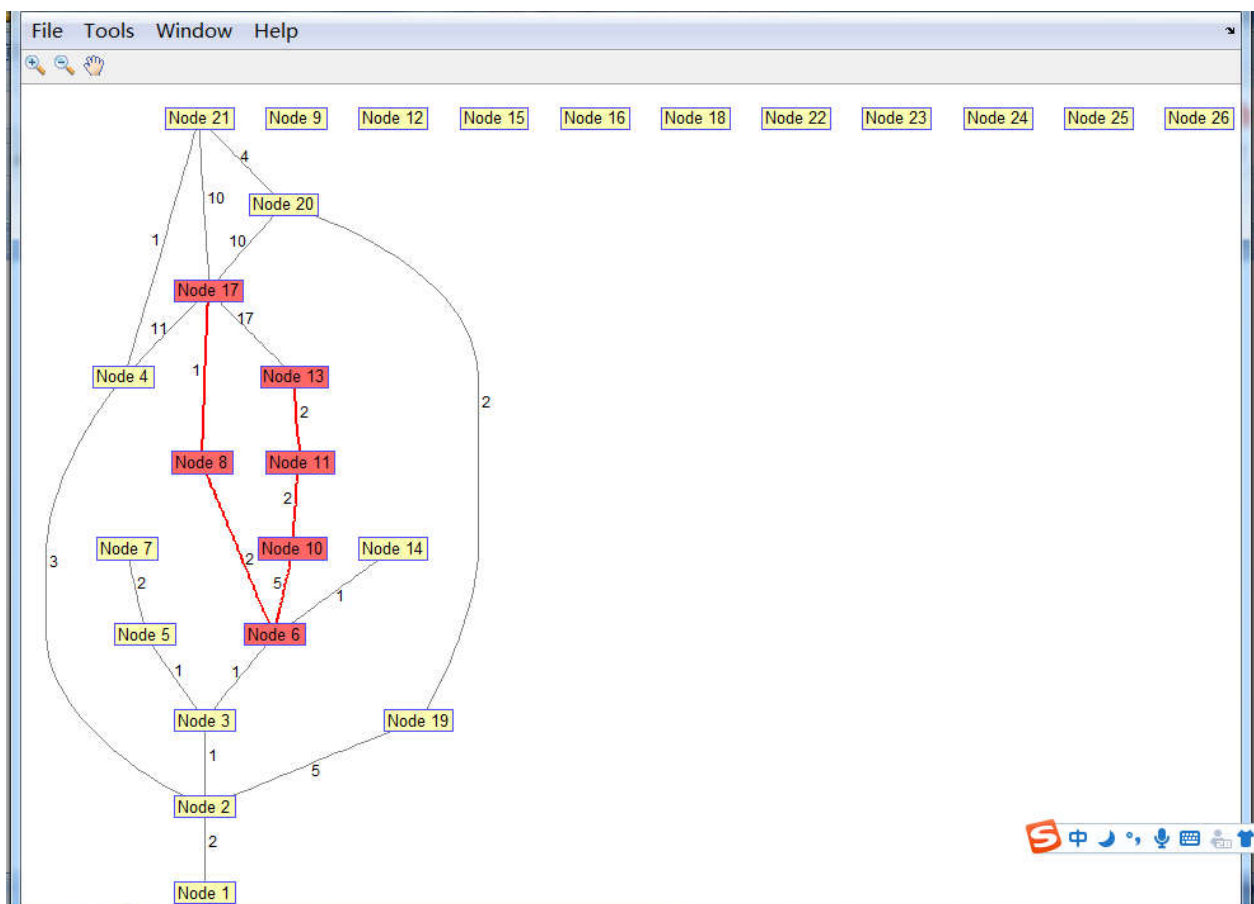 File Tools Window Help
Node 21 Node 9 Node 12 Node 15 Node 16 Node 18 Node 22 Node 23 Node 24 Node 25 Node 26
4
10
Node 20
1
10
Node 17
11
17
Node 4
1
Node 13
2
2
Node 8
Node 11
2
Node 7
Node 10
Node 14
3
2
2
5
1
Node 5
Node 6
1
1
Node 3
Node 19
1
5
Node 2
2
Node 1
S 中